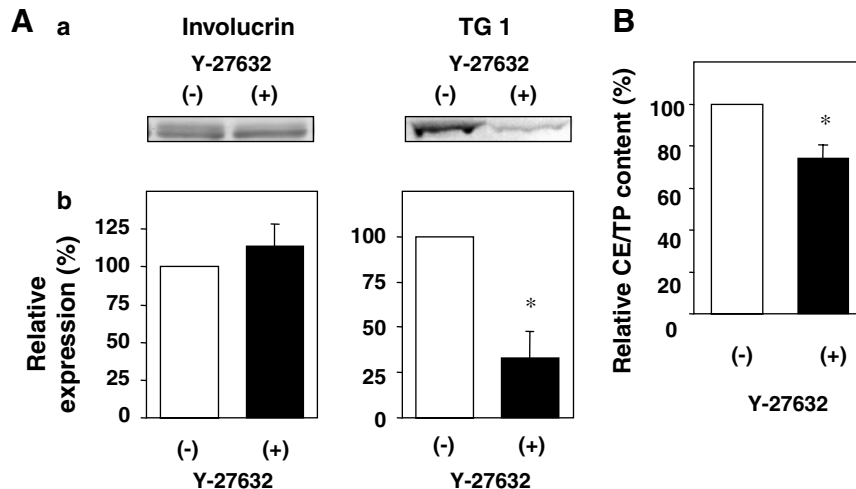 A
a
Involucrin
Y-27632
(-) (+)
TG 1
Y-27632
(-) (+)
b
Relative
expression (%)
125
100
75
50
25
0
(-) (+)
Y-27632
100
75
50
25
0
*
(-) (+)
Y-27632
B
Relative CE/TP content (%)
100
80
60
40
20
0
*
(-) (+)
Y-27632